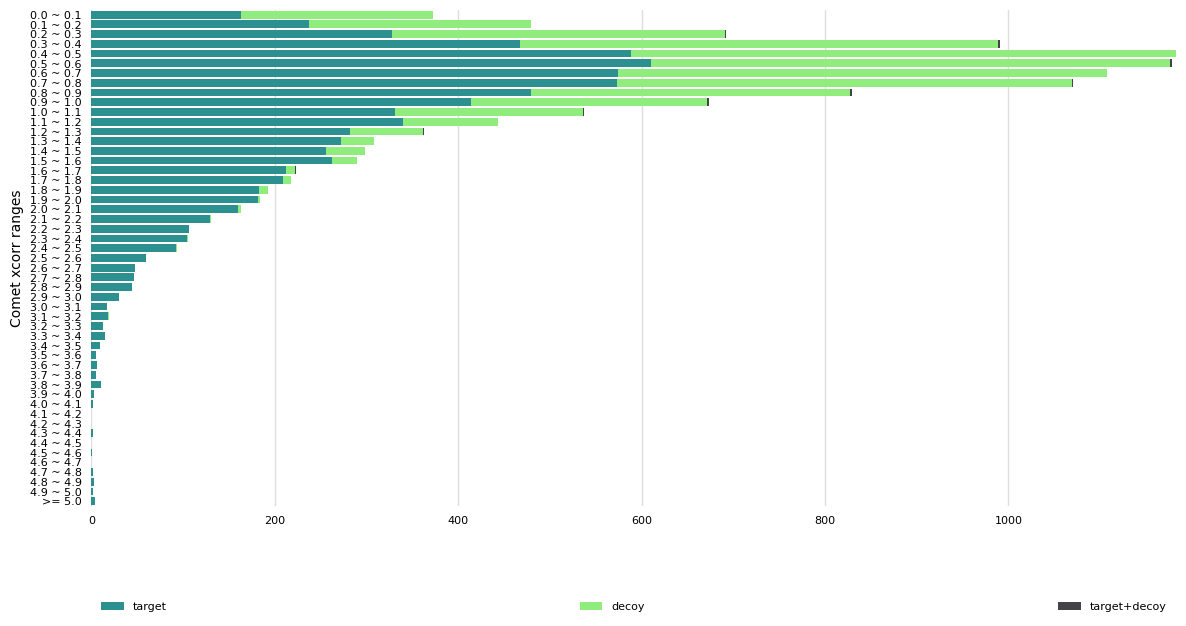 Comet xcorr ranges
0.0 ~ 0.1
0.1 ~ 0.2
0.2 ~ 0.3
0.3 ~ 0.4
0.4 ~ 0.5
0.5 ~ 0.6
0.6 ~ 0.7
0.7 ~ 0.8
0.8 ~ 0.9
0.9 ~ 1.0
1.0 ~ 1.1
1.1 ~ 1.2
1.2 ~ 1.3
1.3 ~ 1.4
1.4 ~ 1.5
1.5 ~ 1.6
1.6 ~ 1.7
1.7 ~ 1.8
1.8 ~ 1.9
1.9 ~ 2.0
2.0 ~ 2.1
2.1 ~ 2.2
2.2 ~ 2.3
2.3 ~ 2.4
2.4 ~ 2.5
2.5 ~ 2.6
2.6 ~ 2.7
2.7 ~ 2.8
2.8 ~ 2.9
2.9 ~ 3.0
3.0 ~ 3.1
3.1 ~ 3.2
3.2 ~ 3.3
3.3 ~ 3.4
3.4 ~ 3.5
3.5 ~ 3.6
3.6 ~ 3.7
3.7 ~ 3.8
3.8 ~ 3.9
3.9 ~ 4.0
4.0 ~ 4.1
4.1 ~ 4.2
4.2 ~ 4.3
4.3 ~ 4.4
4.4 ~ 4.5
4.5 ~ 4.6
4.6 ~ 4.7
4.7 ~ 4.8
4.8 ~ 4.9
4.9 ~ 5.0
>= 5.0
0 200 400 600 800 1000
target decoy target+decoy